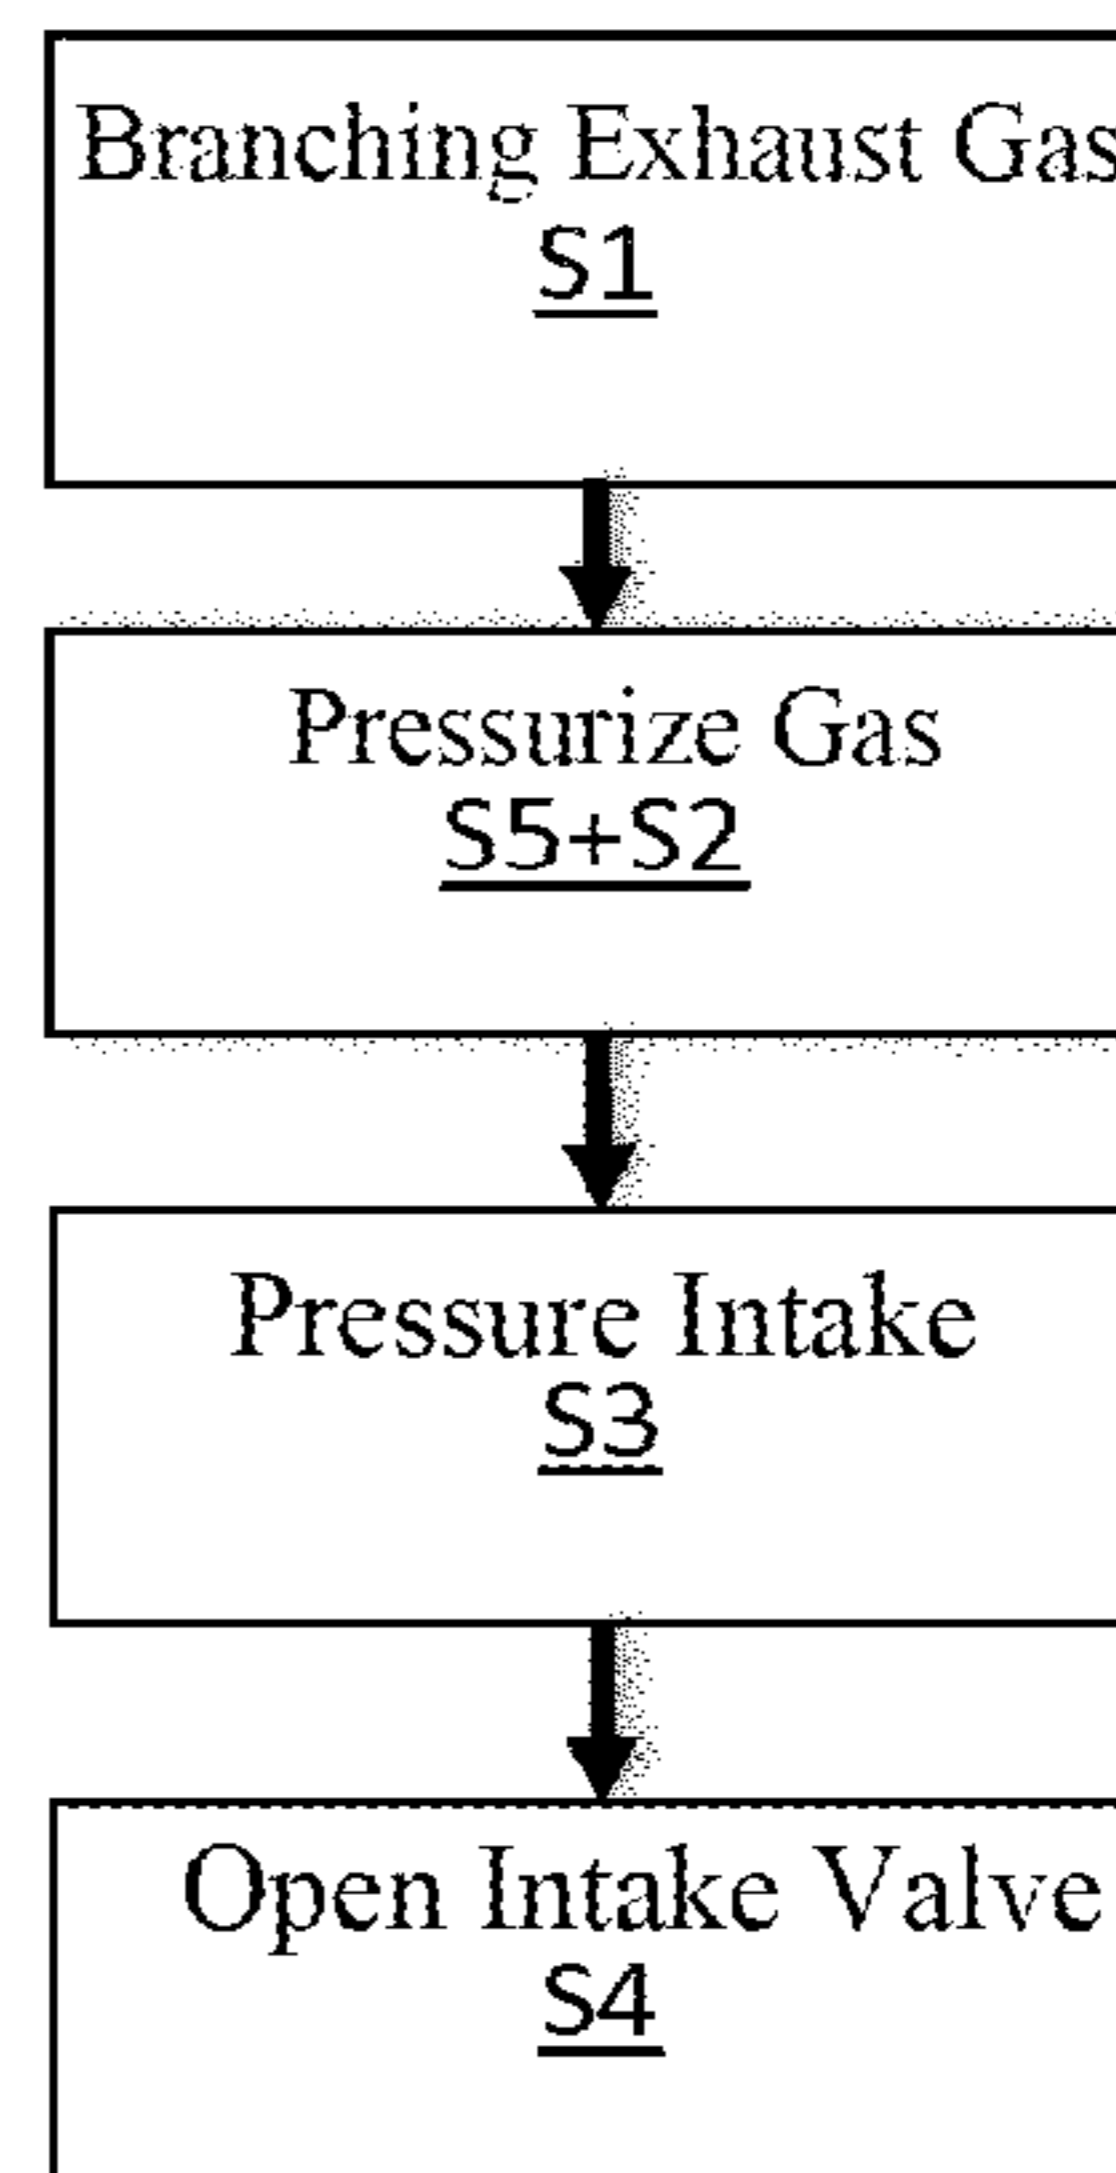 Branching Exhaust Gas
S1
Pressurize Gas
S5+S2
Pressure Intake
S3
Open Intake Valve
S4